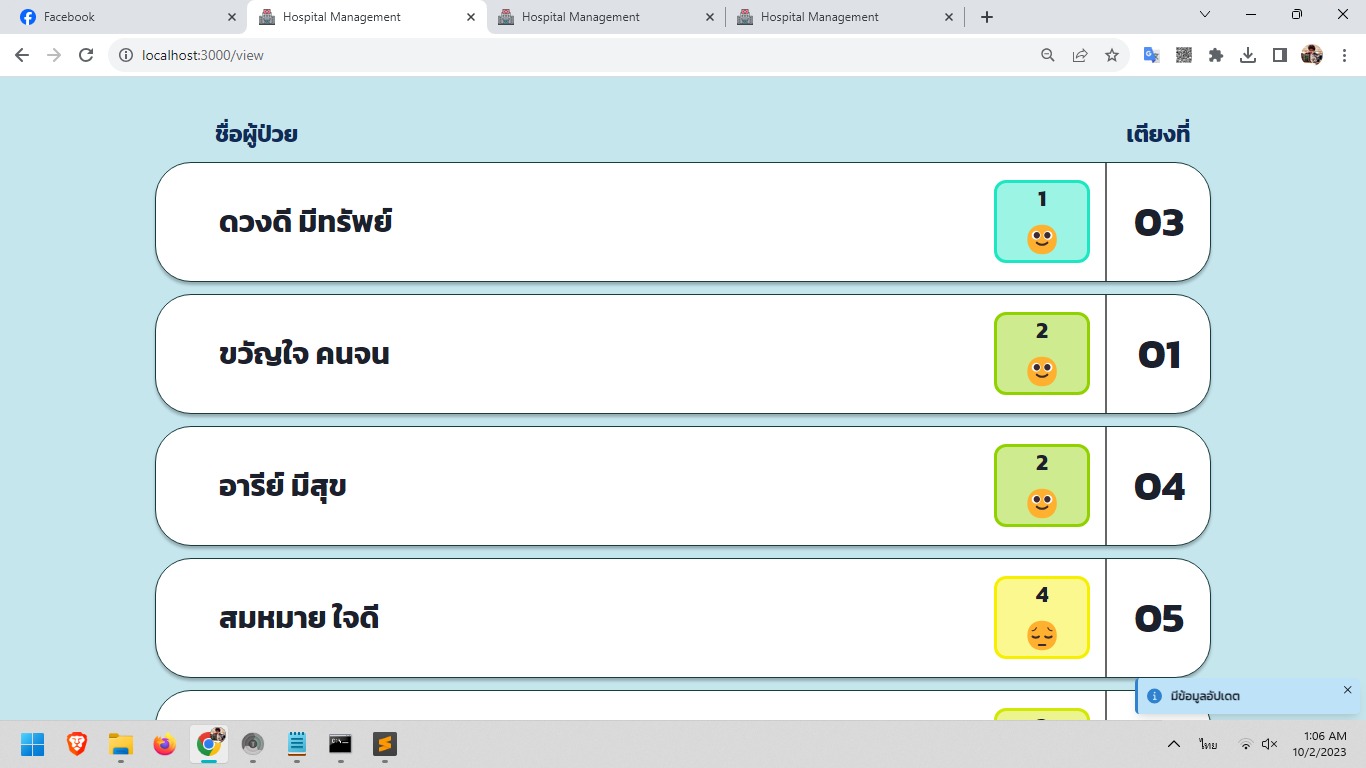 Facebook
Hospital Management
Hospital Management
Hospital Management
localhost:3000/view
ชื่อผู้ป่วย
เตียงที่
1
ดวงดี มีทรัพย์
03
2
ขวัญใจ คนจน
01
2
อารีย์ มีสุข
04
4
สมหมาย ใจดี
05
มีข้อมูลอัปเดต
ไทย
1:06 AM
10/2/2023